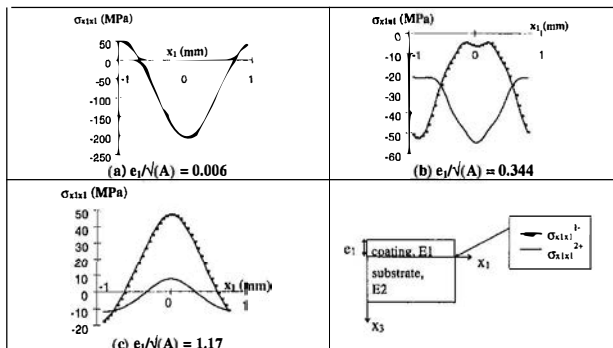 σx1x1 (MPa)
50
0
-50
-100
-150
-200
-250
x1 (mm)
-1
0
1
(a) e1/√(A) = 0.006
σx1x1 (MPa)
x1 (mm)
0
-10
-20
-30
-40
-50
-60
-1
0
1
(b) e1/√(A) = 0.344
σx1x1 (MPa)
50
40
30
20
10
0
-10
-20
x1 (mm)
-1
0
1
(c) e1/√(A) = 1.17
e1
coating, E1
substrate,
E2
x1
x3
σx1x1 1-
σx1x1 2+